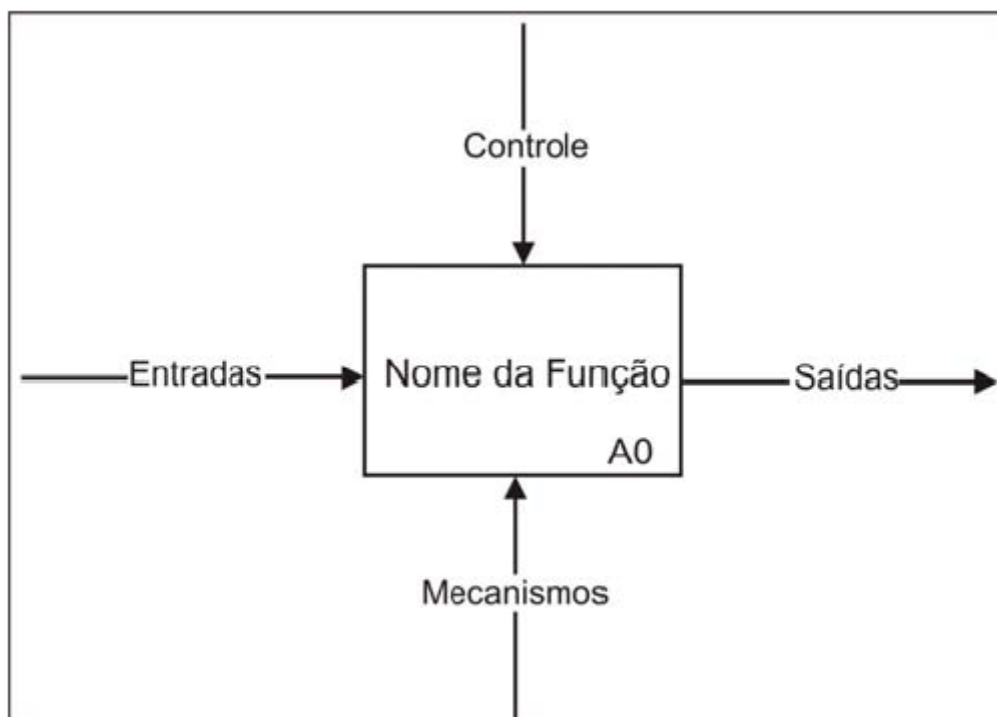 Controle
Entradas
Nome da Função
Saídas
A0
Mecanismos